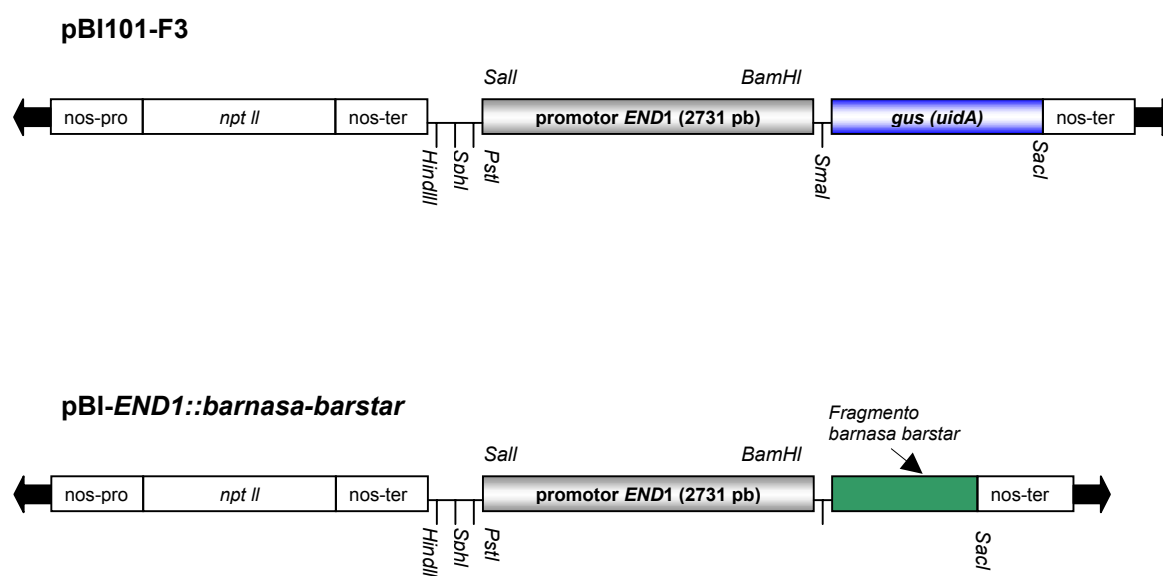 pBI101-F3
SalI BamHI
nos-pro npt II nos-ter promotor END1 (2731 pb) gus (uidA) nos-ter
HindIII SphI PstI SmaI SacI
pBI-END1::barnasa-barstar
Fragmento
barnasa barstar
SalI BamHI
nos-pro npt II nos-ter promotor END1 (2731 pb) nos-ter
HindII SphI PstI SacI